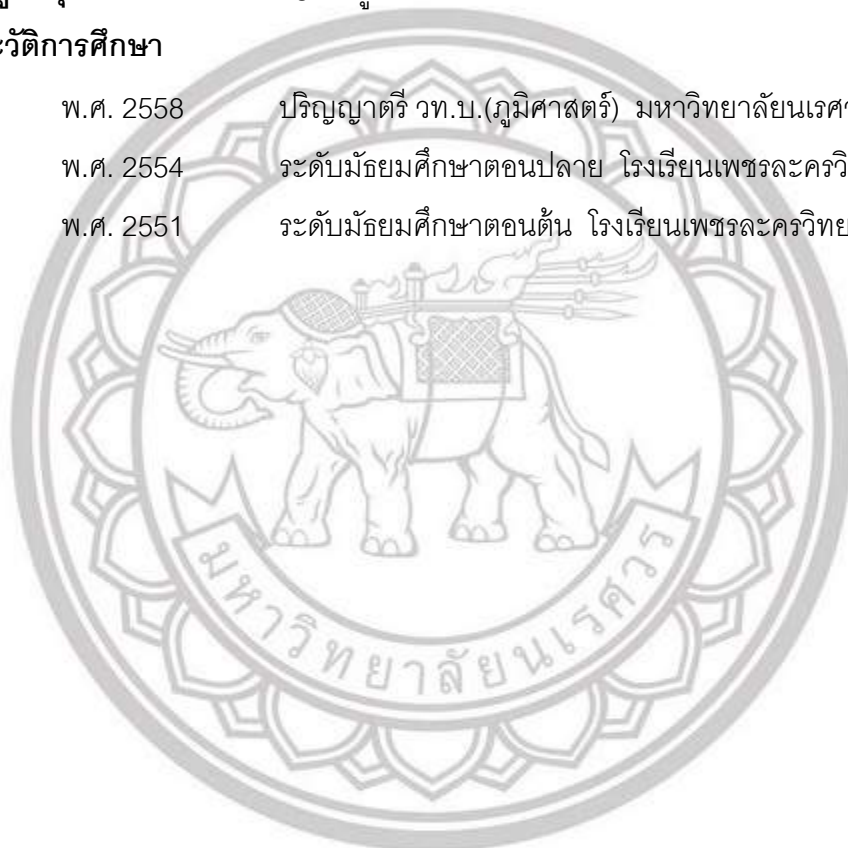 ะวัติการศึกษา
พ.ศ. 2558 ปริญญาตรี วท.บ.(ภูมิศาสตร์) มหาวิทยาลัยนเรศว
พ.ศ. 2554 ระดับมัธยมศึกษาตอนปลาย โรงเรียนเพชรละครวิ
พ.ศ. 2551 ระดับมัธยมศึกษาตอนต้น โรงเรียนเพชรละครวิทย
มหาวิทยาลัยนเรศวร